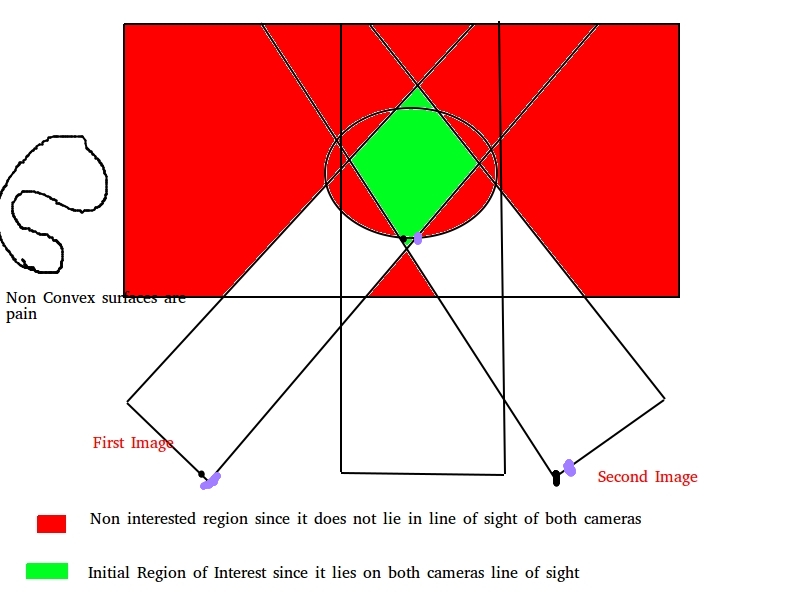 Non Convex surfaces are
pain
First Image
Second Image
Non interested region since it does not lie in line of sight of both cameras
Initial Region of Interest since it lies on both cameras line of sight